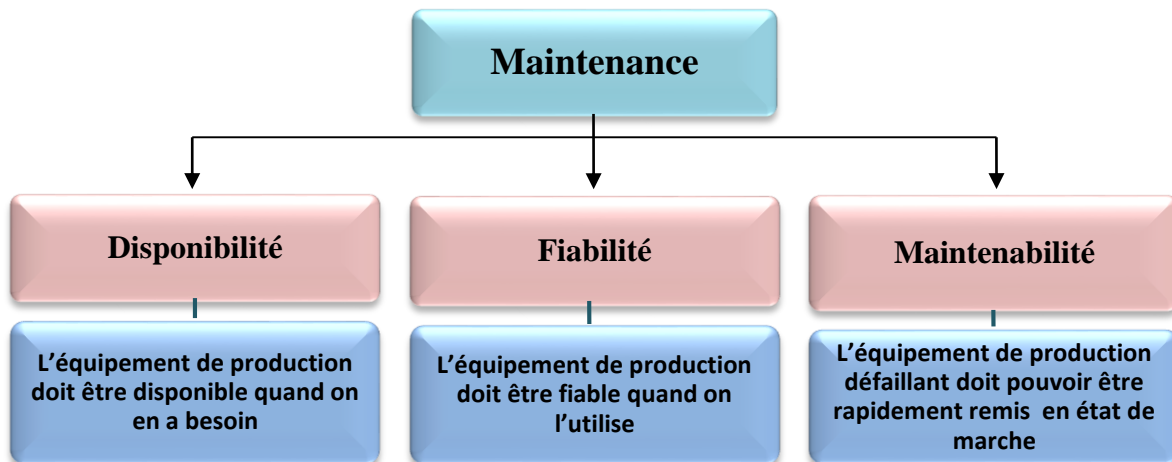 Maintenance
Disponibilité
Fiabilité
Maintenabilité
L’équipement de production
doit être disponible quand on
en a besoin
L’équipement de production
doit être fiable quand on
l’utilise
L’équipement de production
défaillant doit pouvoir être
rapidement remis  en état de
marche